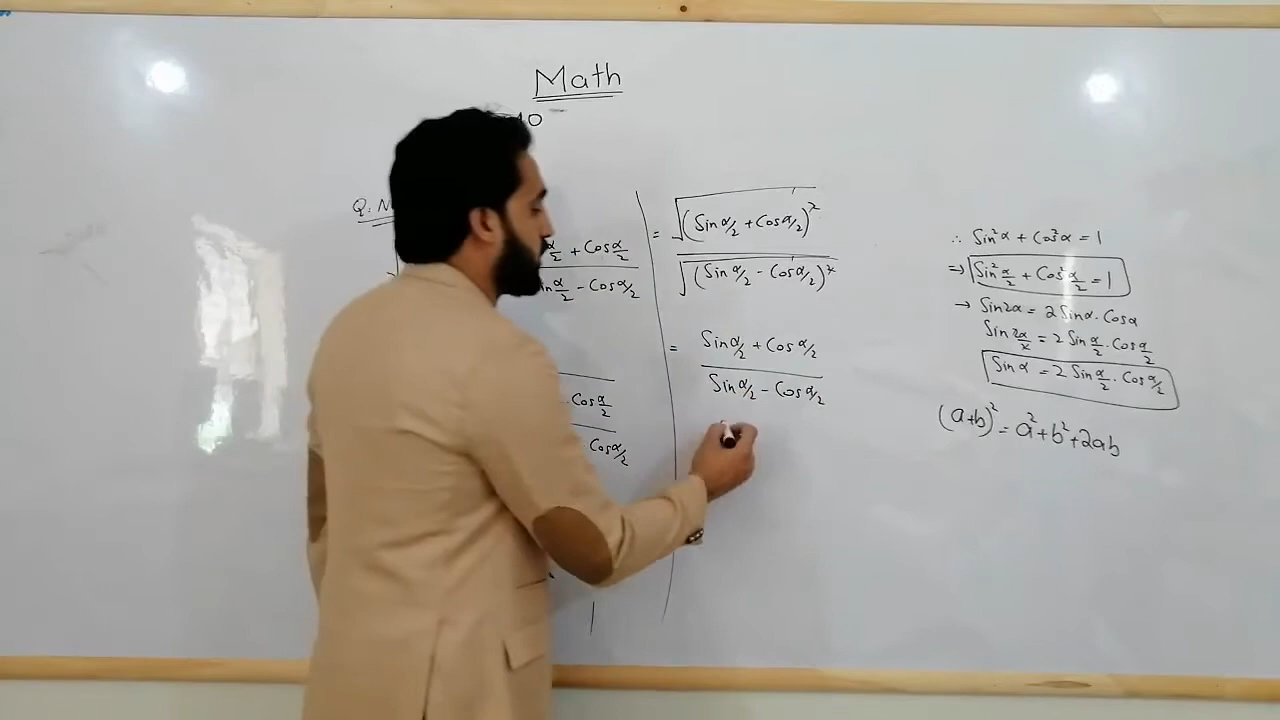 Math
10
Q. N
α/2 + Cos α/2
in α/2 - Cos α/2
. Cos α/2
Cos α/2
= √(Sin α/2 + Cos α/2)²
√(Sin α/2 - Cos α/2)²
= Sin α/2 + Cos α/2
Sin α/2 - Cos α/2
∴ Sin²α + Cos²α = 1
⇒ Sin² α/2 + Cos² α/2 = 1
→ Sin2α = 2 Sinα . Cosα
Sin 2α/2 = 2 Sin α/2 . Cos α/2
Sin α = 2 Sin α/2 . Cos α/2
(a+b)² = a² + b² + 2ab